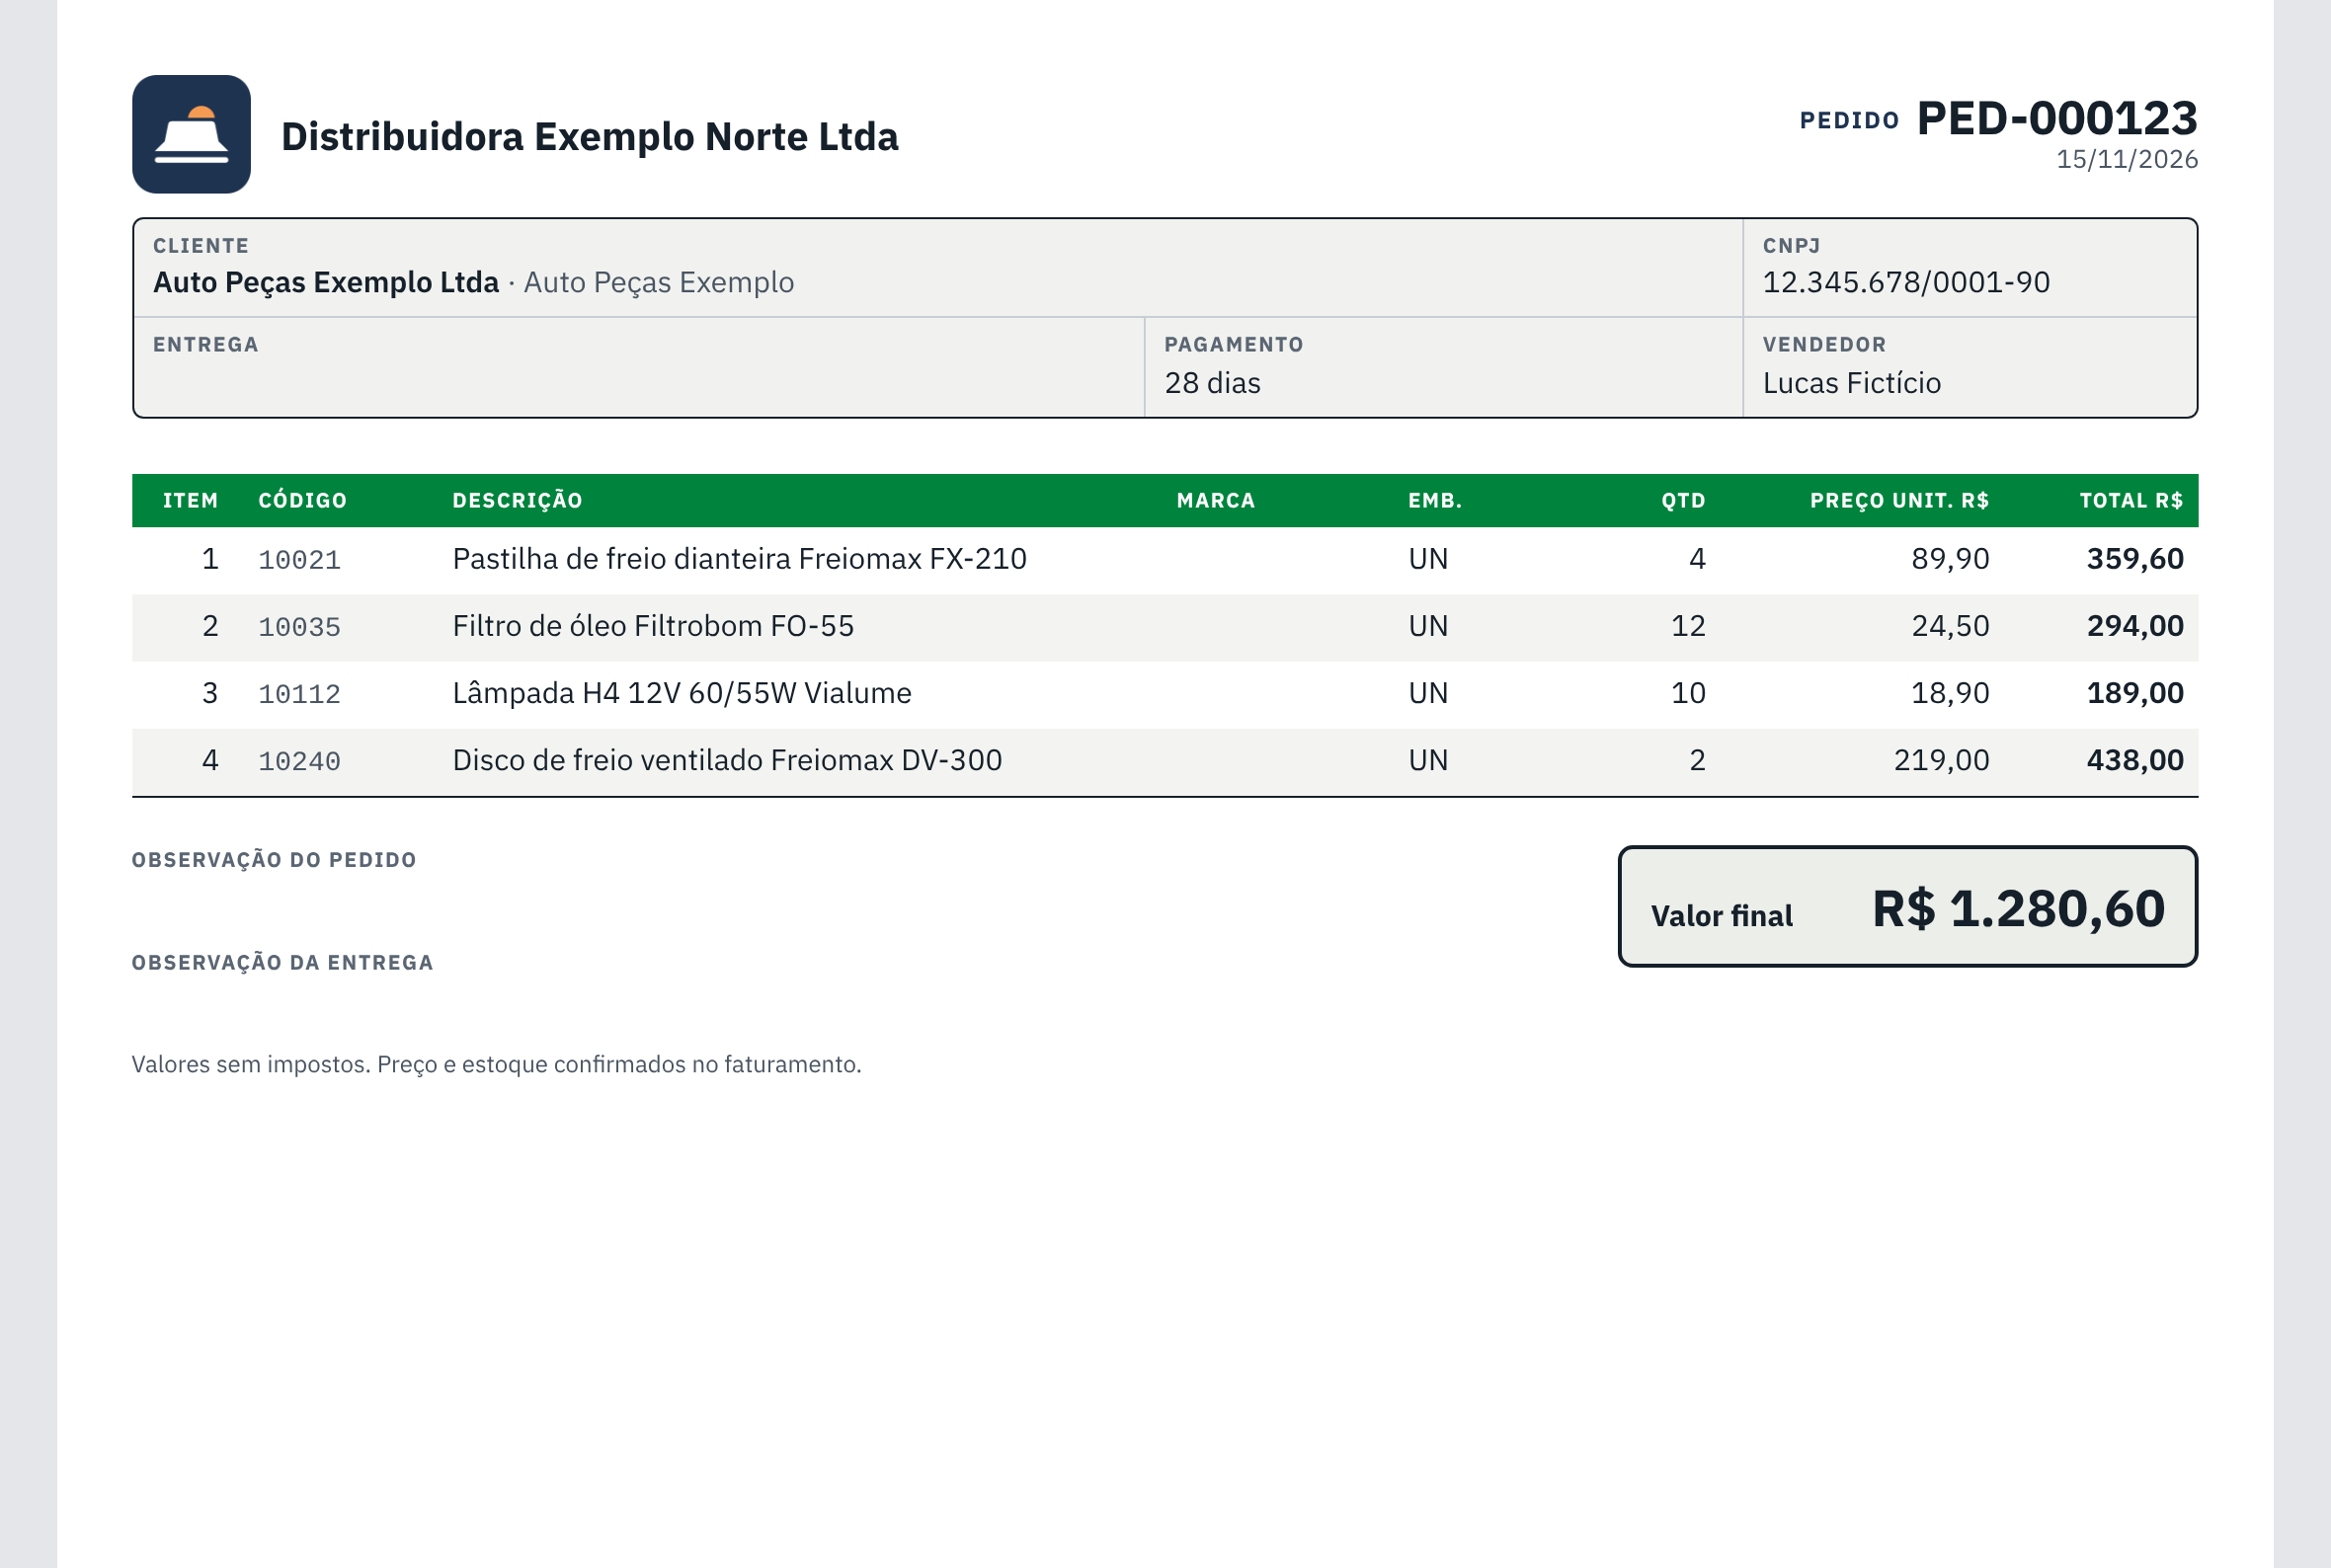 Distribuidora Exemplo Norte Ltda
PEDIDO PED-000123
15/11/2026
CLIENTE
Auto Peças Exemplo Ltda · Auto Peças Exemplo
CNPJ
12.345.678/0001-90
ENTREGA
PAGAMENTO
28 dias
VENDEDOR
Lucas Fictício
ITEM CÓDIGO DESCRIÇÃO MARCA EMB. QTD PREÇO UNIT. R$ TOTAL R$
1 10021 Pastilha de freio dianteira Freiomax FX-210 UN 4 89,90 359,60
2 10035 Filtro de óleo Filtrobom FO-55 UN 12 24,50 294,00
3 10112 Lâmpada H4 12V 60/55W Vialume UN 10 18,90 189,00
4 10240 Disco de freio ventilado Freiomax DV-300 UN 2 219,00 438,00
OBSERVAÇÃO DO PEDIDO
Valor final R$ 1.280,60
OBSERVAÇÃO DA ENTREGA
Valores sem impostos. Preço e estoque confirmados no faturamento.